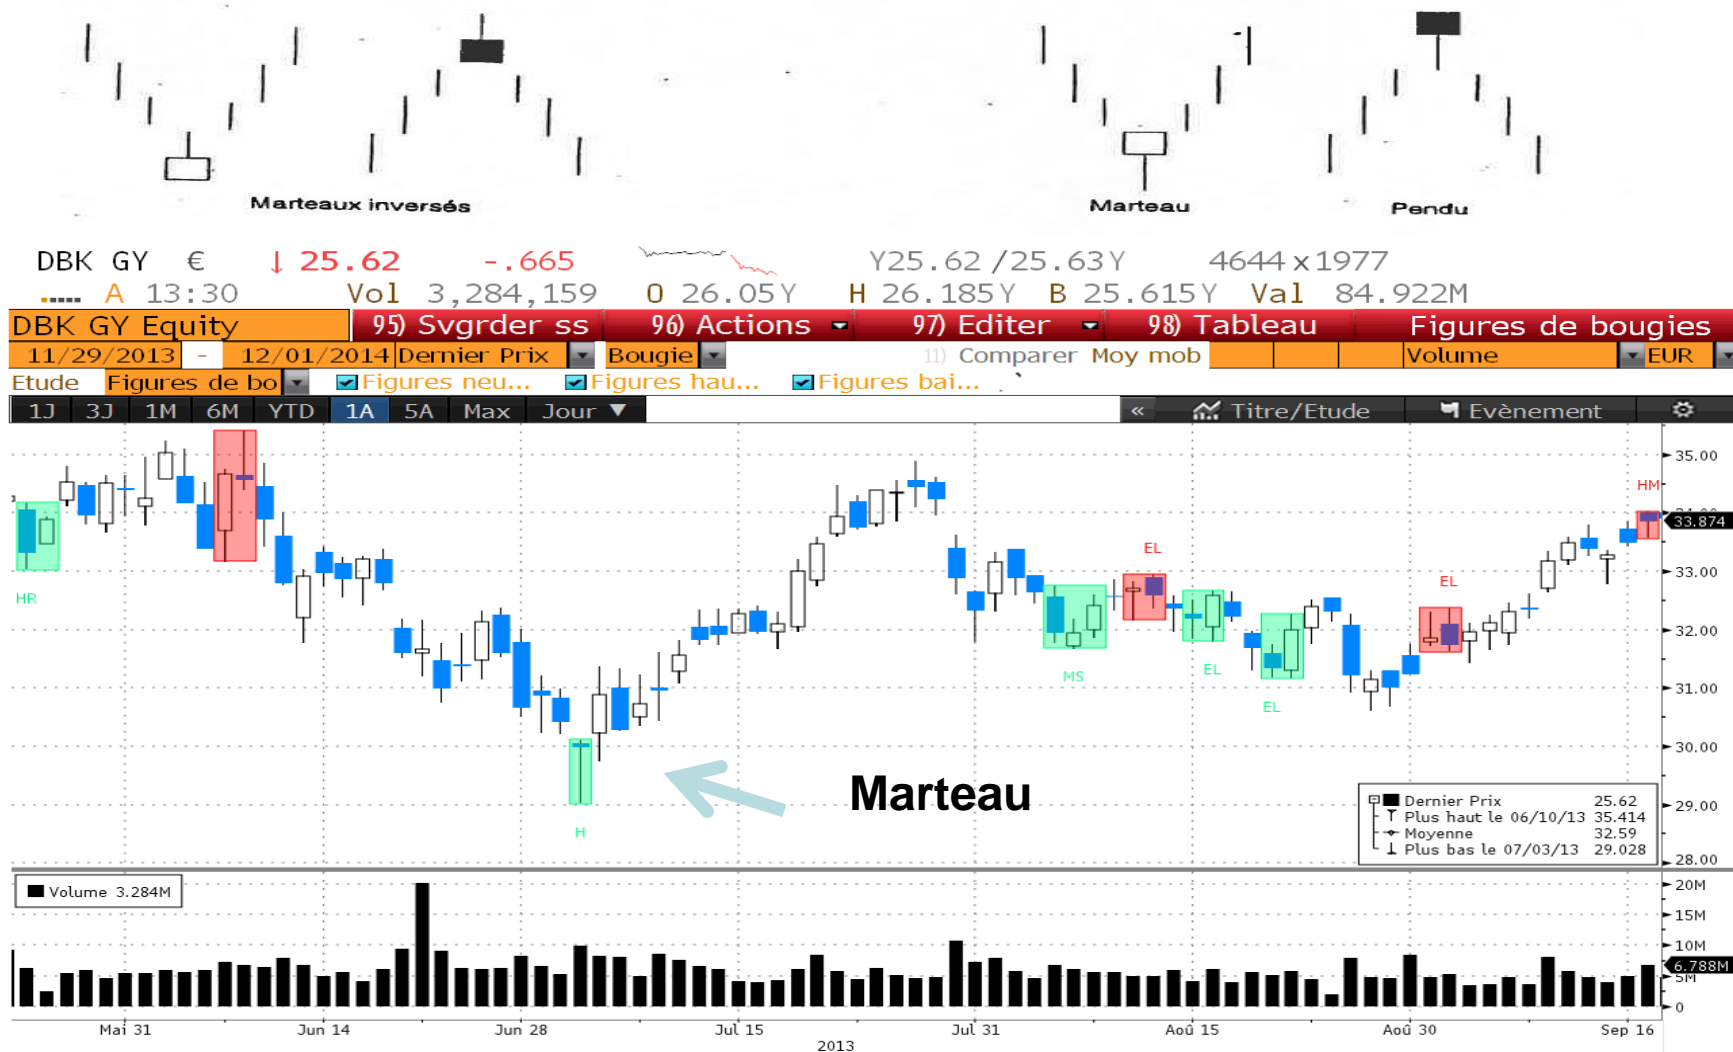 Marteaux inversés
Marteau
Pendu
DBK GY € ↓ 25.62 -.665 Y25.62 /25.63Y 4644 x 1977
A 13:30 Vol 3,284,159 O 26.05Y H 26.185Y B 25.615Y Val 84.922M
DBK GY Equity 95) Svgrder ss 96) Actions 97) Editer 98) Tableau Figures de bougies
11/29/2013 - 12/01/2014 Dernier Prix Bougie 11) Comparer Moy mob Volume EUR
Etude Figures de bo Figures neu... Figures hau... Figures bai...
1J 3J 1M 6M YTD 1A 5A Max Jour ▼ « Titre/Etude Evènement
35.00
HM
33.874
EL
33.00
EL
HR
32.00
MS
EL
31.00
EL
30.00
Marteau
29.00
H
28.00
Dernier Prix 25.62
Plus haut le 06/10/13 35.414
Moyenne 32.59
Plus bas le 07/03/13 29.028
Volume 3.284M
20M
15M
10M
6.788M
5M
0
Mai 31 Jun 14 Jun 28 Jul 15 Jul 31 Aoû 15 Aoû 30 Sep 16
2013